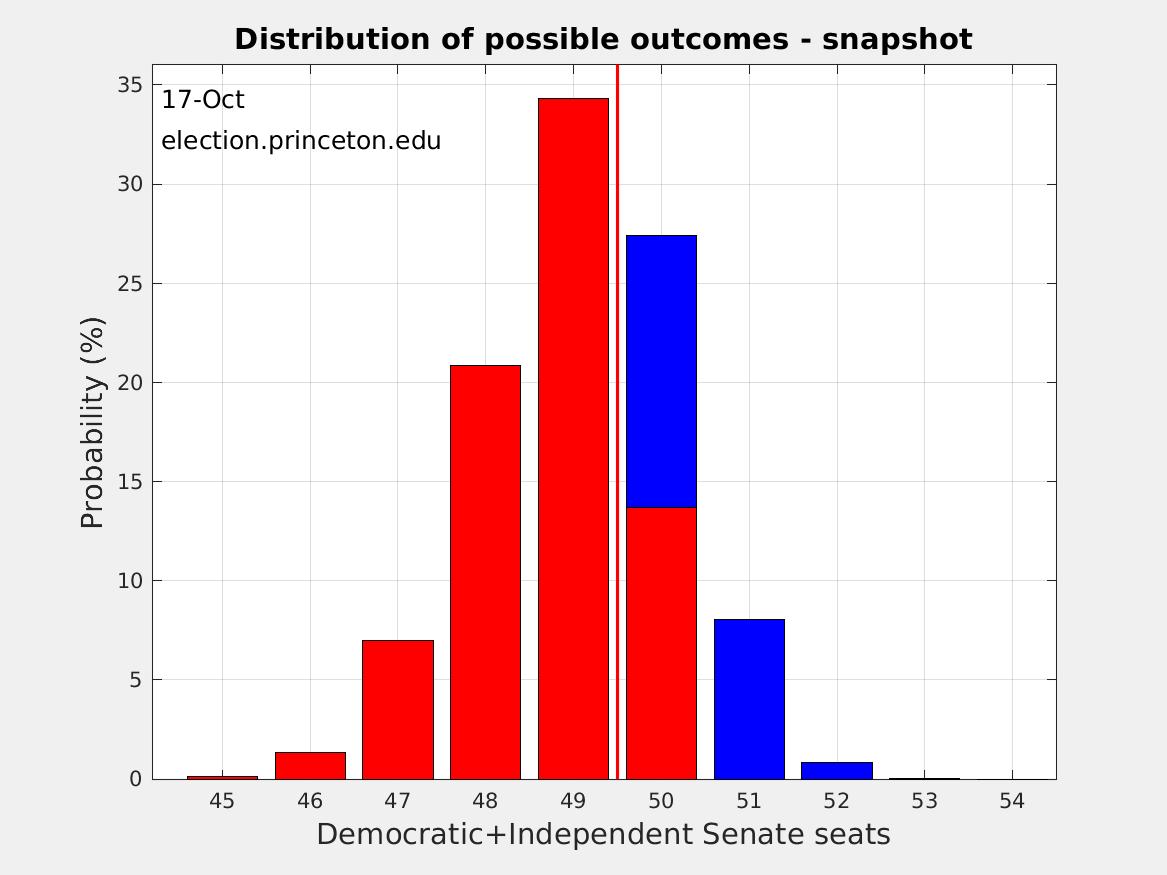 Distribution of possible outcomes - snapshot
17-Oct
election.princeton.edu
35
30
25
20
15
10
5
0
Probability (%)
45 46 47 48 49 50 51 52 53 54
Democratic+Independent Senate seats